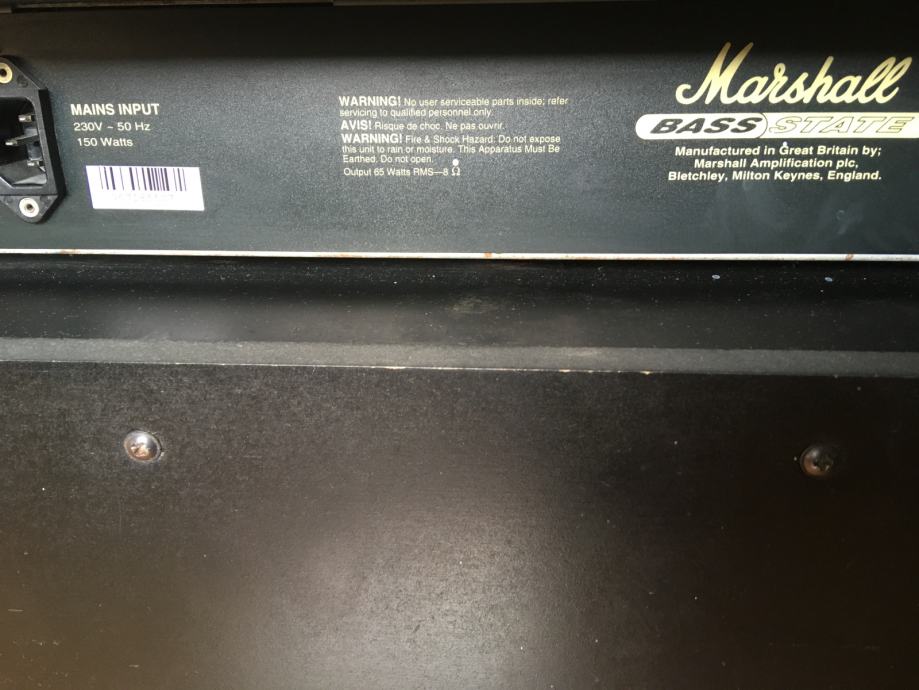 MAINS INPUT
230V ~ 50 Hz
150 Watts
WARNING! No user serviceable parts inside; refer
servicing to qualified personnel only.
AVIS! Risque de choc. Ne pas ouvrir.
WARNING! Fire & Shock Hazard: Do not expose
this unit to rain or moisture. This Apparatus Must Be
Earthed. Do not open.
Output 65 Watts RMS—8 Ω
Marshall
BASS STATE
Manufactured in Great Britain by;
Marshall Amplification plc,
Bletchley, Milton Keynes, England.